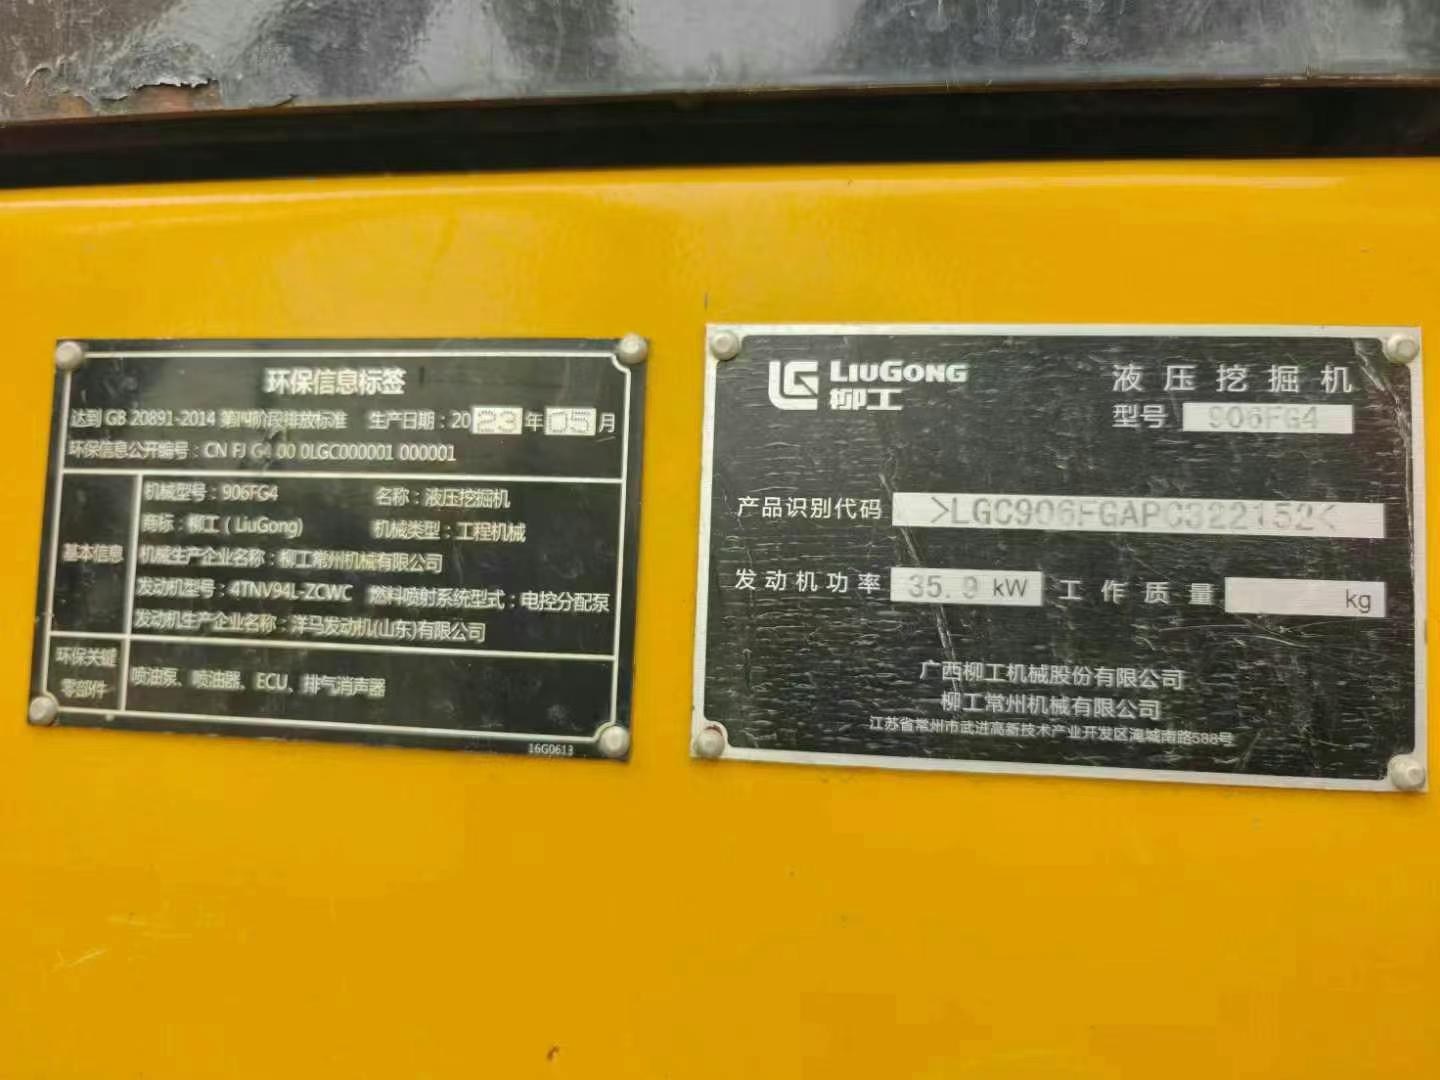 环保信息标签
达到 GB 20891-2014 第四阶段排放标准 生产日期：2023年05月
环保信息公开编号：CN FJ G4 00 0LGC000001 000001
基本信息
机械型号：906FG4 名称：液压挖掘机
商标：柳工（LiuGong) 机械类型：工程机械
机械生产企业名称：柳工常州机械有限公司
发动机型号：4TNV94L-ZCWC 燃料喷射系统型式：电控分配泵
发动机生产企业名称：洋马发动机(山东)有限公司
环保关键
零部件
喷油泵、喷油器、ECU、排气消声器
16G0613
LG LIUGONG
柳工
液压挖掘机
型号 906FG4
产品识别代码 >LGC906FGAPC322152<
发动机功率 35.9 kW 工作质量 kg
广西柳工机械股份有限公司
柳工常州机械有限公司
江苏省常州市武进高新技术产业开发区淹城南路588号